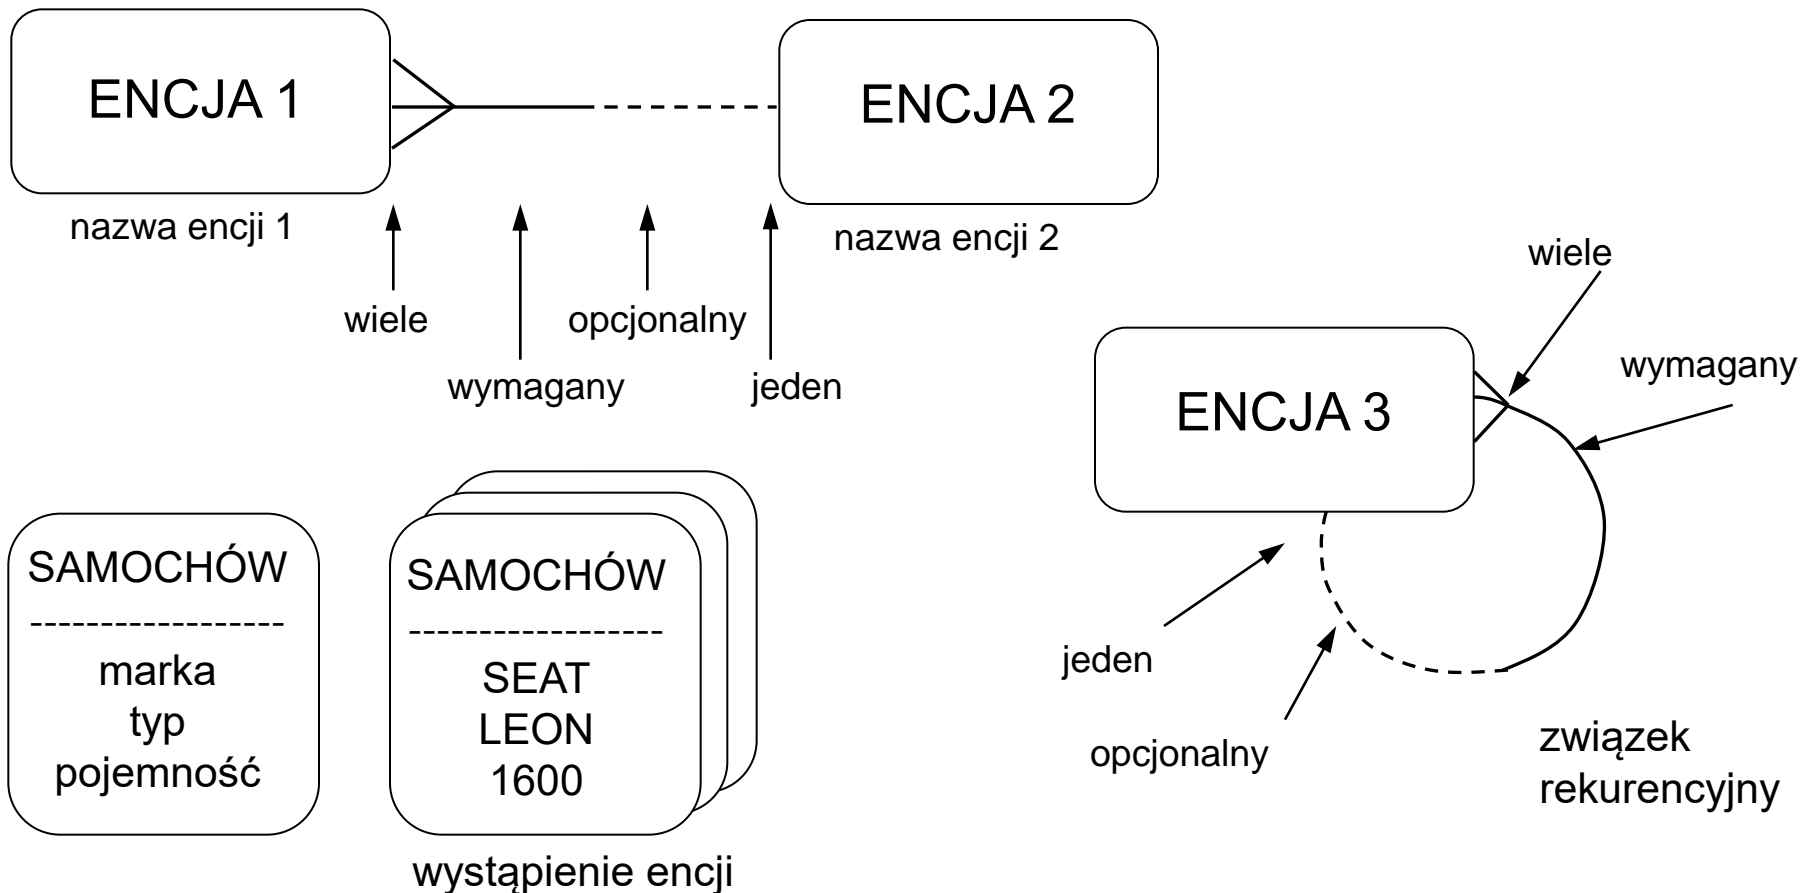 ENCJA 1
ENCJA 2
nazwa encji 1
nazwa encji 2
wiele
opcjonalny
wymagany
jeden
wiele
wymagany
ENCJA 3
jeden
opcjonalny
związek
rekurencyjny
SAMOCHÓW
------------------
marka
typ
pojemność
SAMOCHÓW
------------------
SEAT
LEON
1600
wystąpienie encji